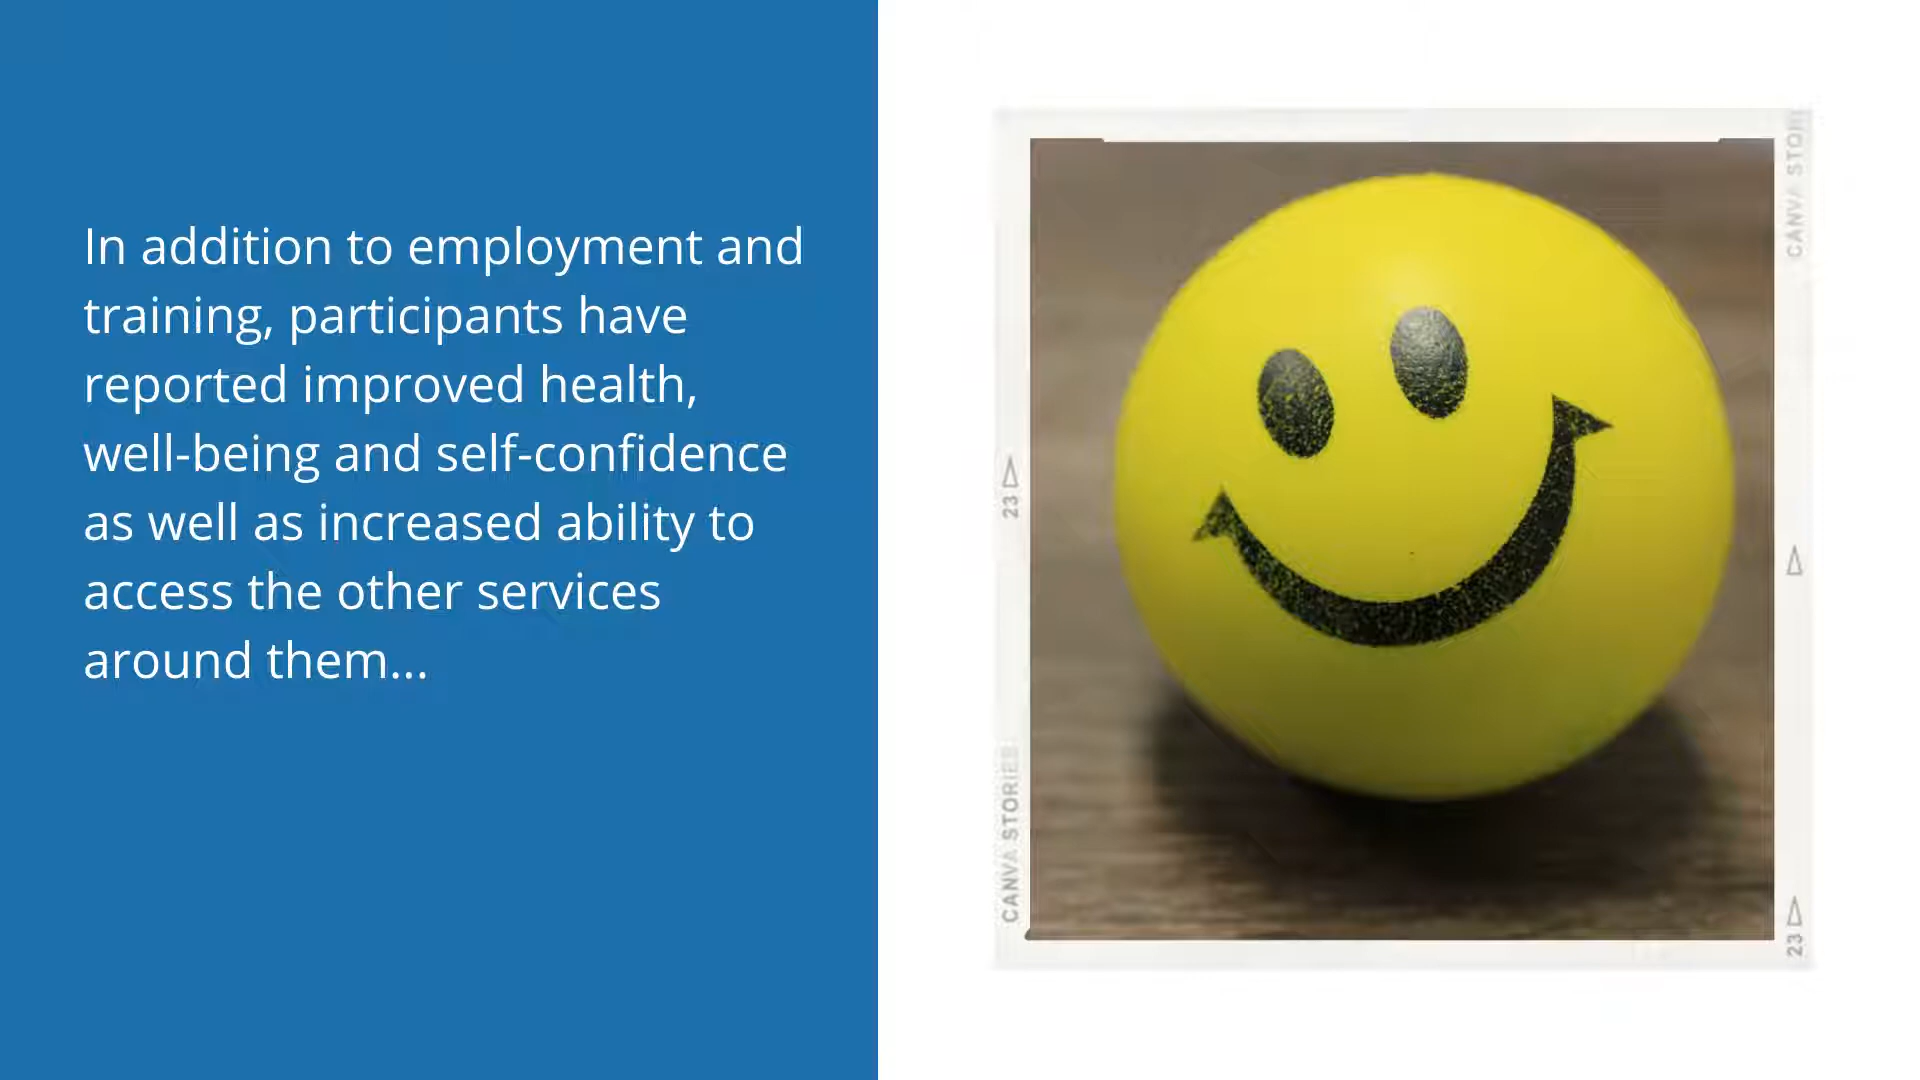 In addition to employment and
training, participants have
reported improved health,
well-being and self-confidence
as well as increased ability to
access the other services
around them...
23
CANVA STORIES
CANVA STORI
23